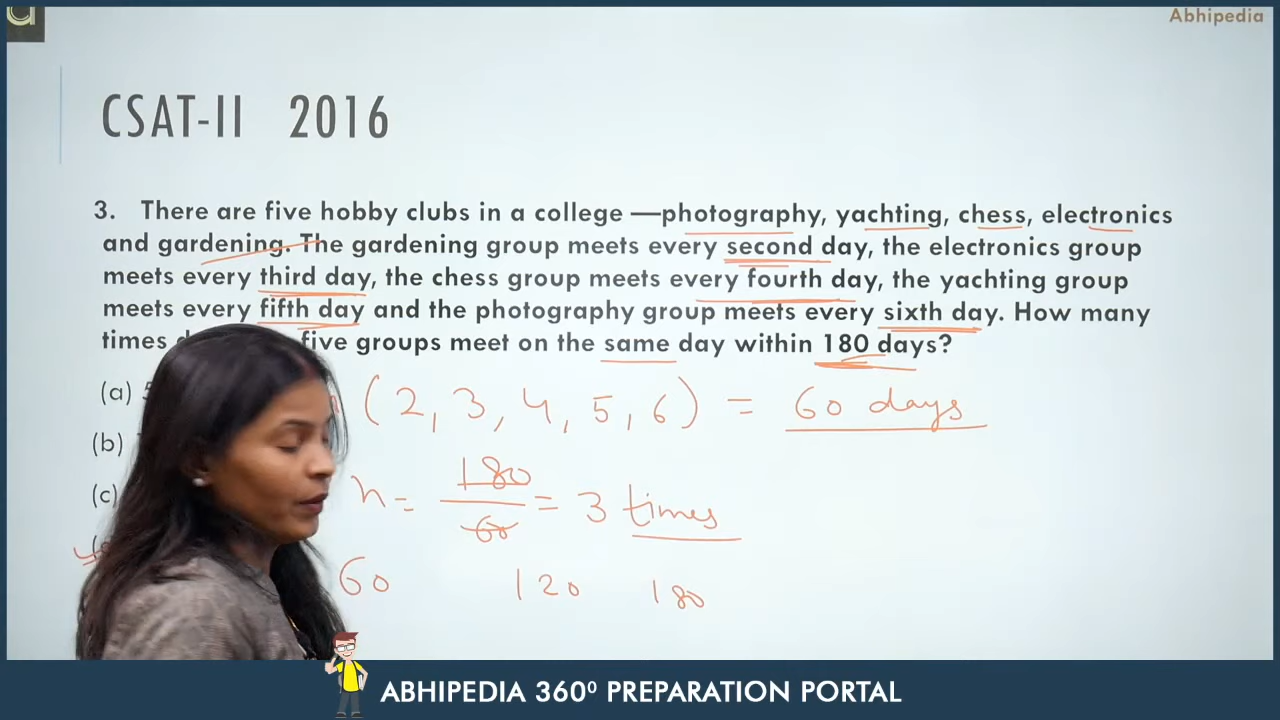 Abhipedia
CSAT-II 2016
3. There are five hobby clubs in a college —photography, yachting, chess, electronics
and gardening. The gardening group meets every second day, the electronics group
meets every third day, the chess group meets every fourth day, the yachting group
meets every fifth day and the photography group meets every sixth day. How many
times five groups meet on the same day within 180 days?
(a)
(2, 3, 4, 5, 6) = 60 days
(b)
n = 180/60 = 3 times
(c)
60 120 180
ABHIPEDIA 360⁰ PREPARATION PORTAL